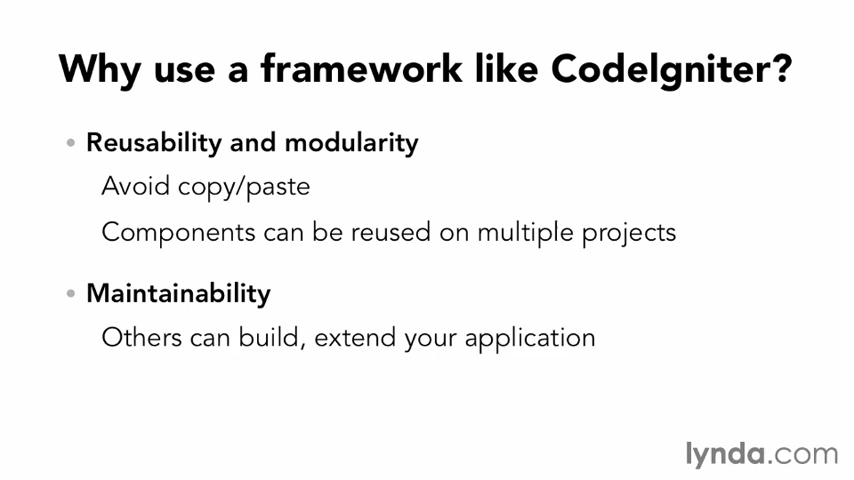 Why use a framework like CodeIgniter?
• Reusability and modularity
Avoid copy/paste
Components can be reused on multiple projects
• Maintainability
Others can build, extend your application
lynda.com